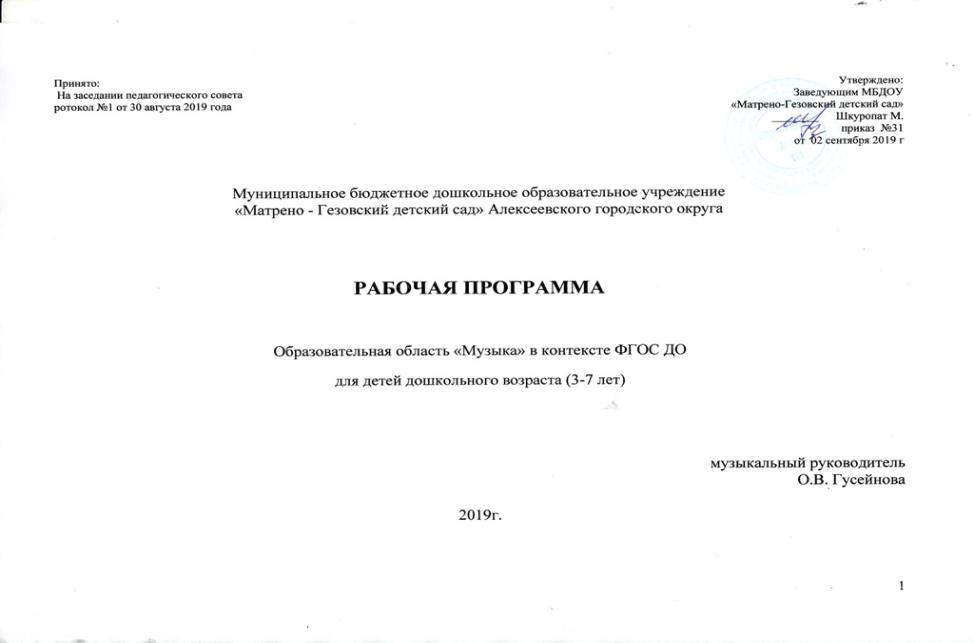 Принято:
На заседании педагогического совета
ротокол №1 от 30 августа 2019 года
Утверждено:
Заведующим МБДОУ
«Матрено-Гезовский детский сад»
Шкуропат М.
приказ №31
от 02 сентября 2019 г
Муниципальное бюджетное дошкольное образовательное учреждение
«Матрено - Гезовский детский сад» Алексеевского городского округа
РАБОЧАЯ ПРОГРАММА
Образовательная область «Музыка» в контексте ФГОС ДО
для детей дошкольного возраста (3-7 лет)
музыкальный руководитель
О.В. Гусейнова
2019г.
1